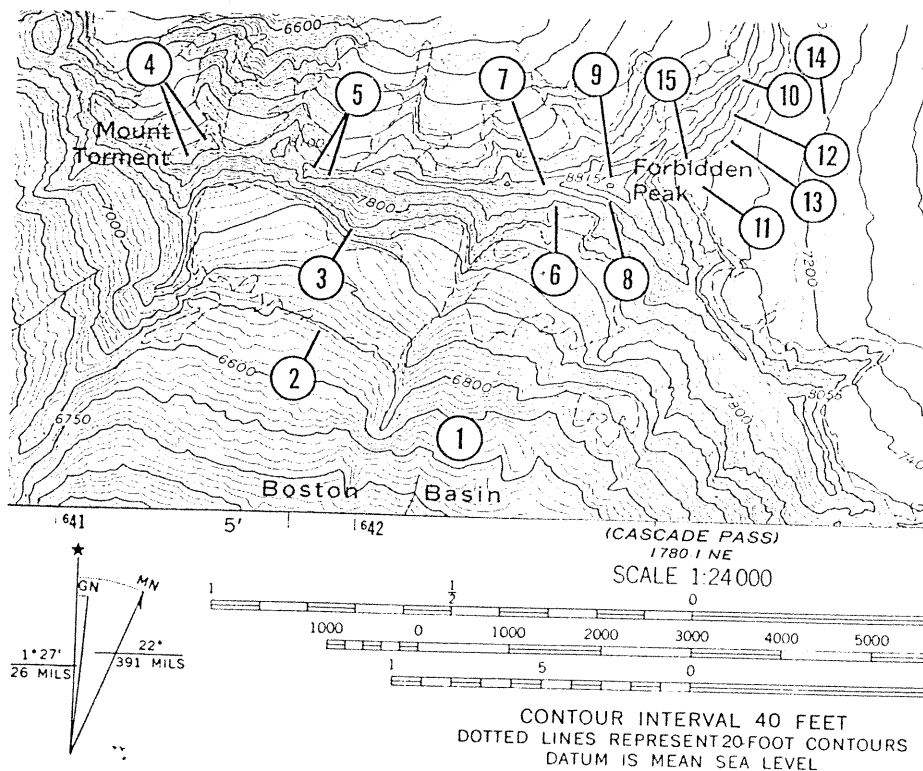 6600
14
4
7
9
15
5
10
Mount
Torment
8815
Forbidden
Peak
12
13
7000
7800
11
7200
3
6
8
2
6600
6800
6750
1
8055
Boston Basin
641
5'
642
(CASCADE PASS)
1780 I NE
SCALE 1:24000
★
GN
MN
1
1/2
0
1000
0
1000
2000
3000
4000
5000
1°27'
26 MILS
22°
391 MILS
1
5
0
CONTOUR INTERVAL 40 FEET
DOTTED LINES REPRESENT 20-FOOT CONTOURS
DATUM IS MEAN SEA LEVEL